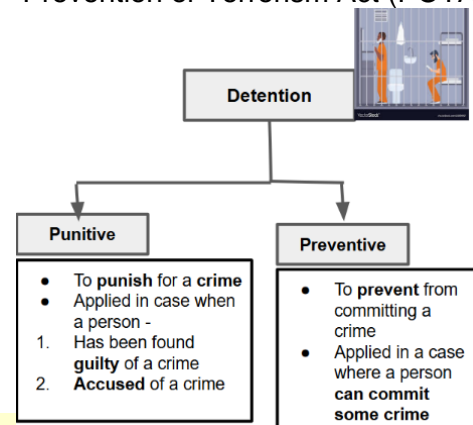 Prevention of Terrorism Act
Detention
Punitive
● To punish for a crime
● Applied in case when
a person -
1. Has been found
guilty of a crime
2. Accused of a crime
Preventive
● To prevent from
committing a
crime
● Applied in a case
where a person
can commit
some crime